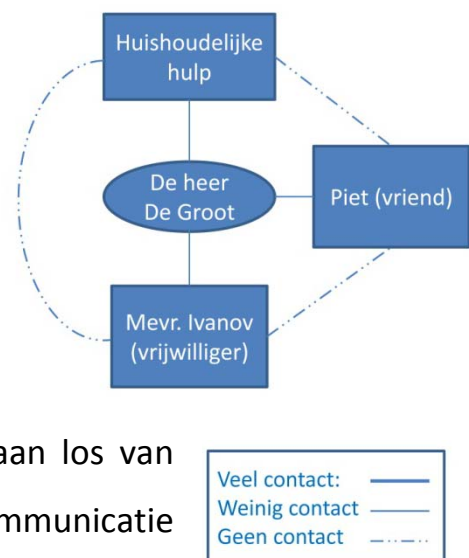 Huishoudelijke
hulp
De heer
De Groot
Piet (vriend)
Mevr. Ivanov
(vrijwilliger)
aan los van
Veel contact:
Weinig contact
Geen contact